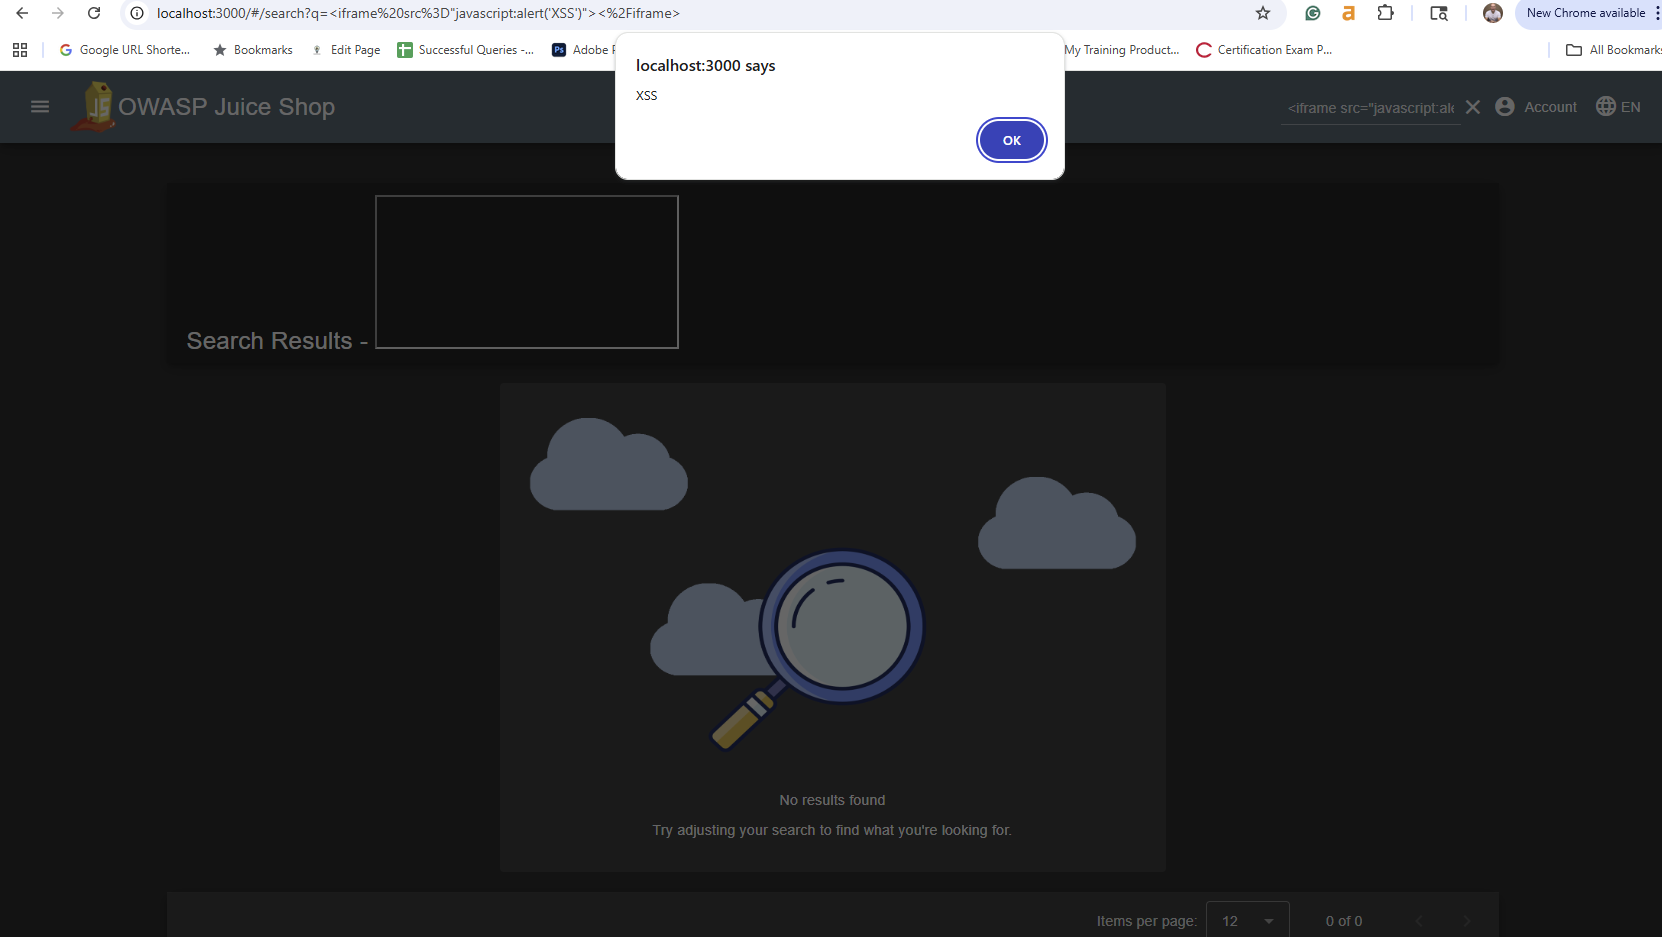 localhost:3000/#/search?q=<iframe%20src%3D"javascript:alert('XSS')"><%2Fiframe>
New Chrome available
Google URL Shorte...
Bookmarks
Edit Page
Successful Queries -...
Ps
Adobe
My Training Product...
Certification Exam P...
All Bookmarks
localhost:3000 says
XSS
OK
JS
OWASP Juice Shop
<iframe src="javascript:ale
Account
EN
Search Results -
No results found
Try adjusting your search to find what you're looking for.
Items per page:
12
0 of 0